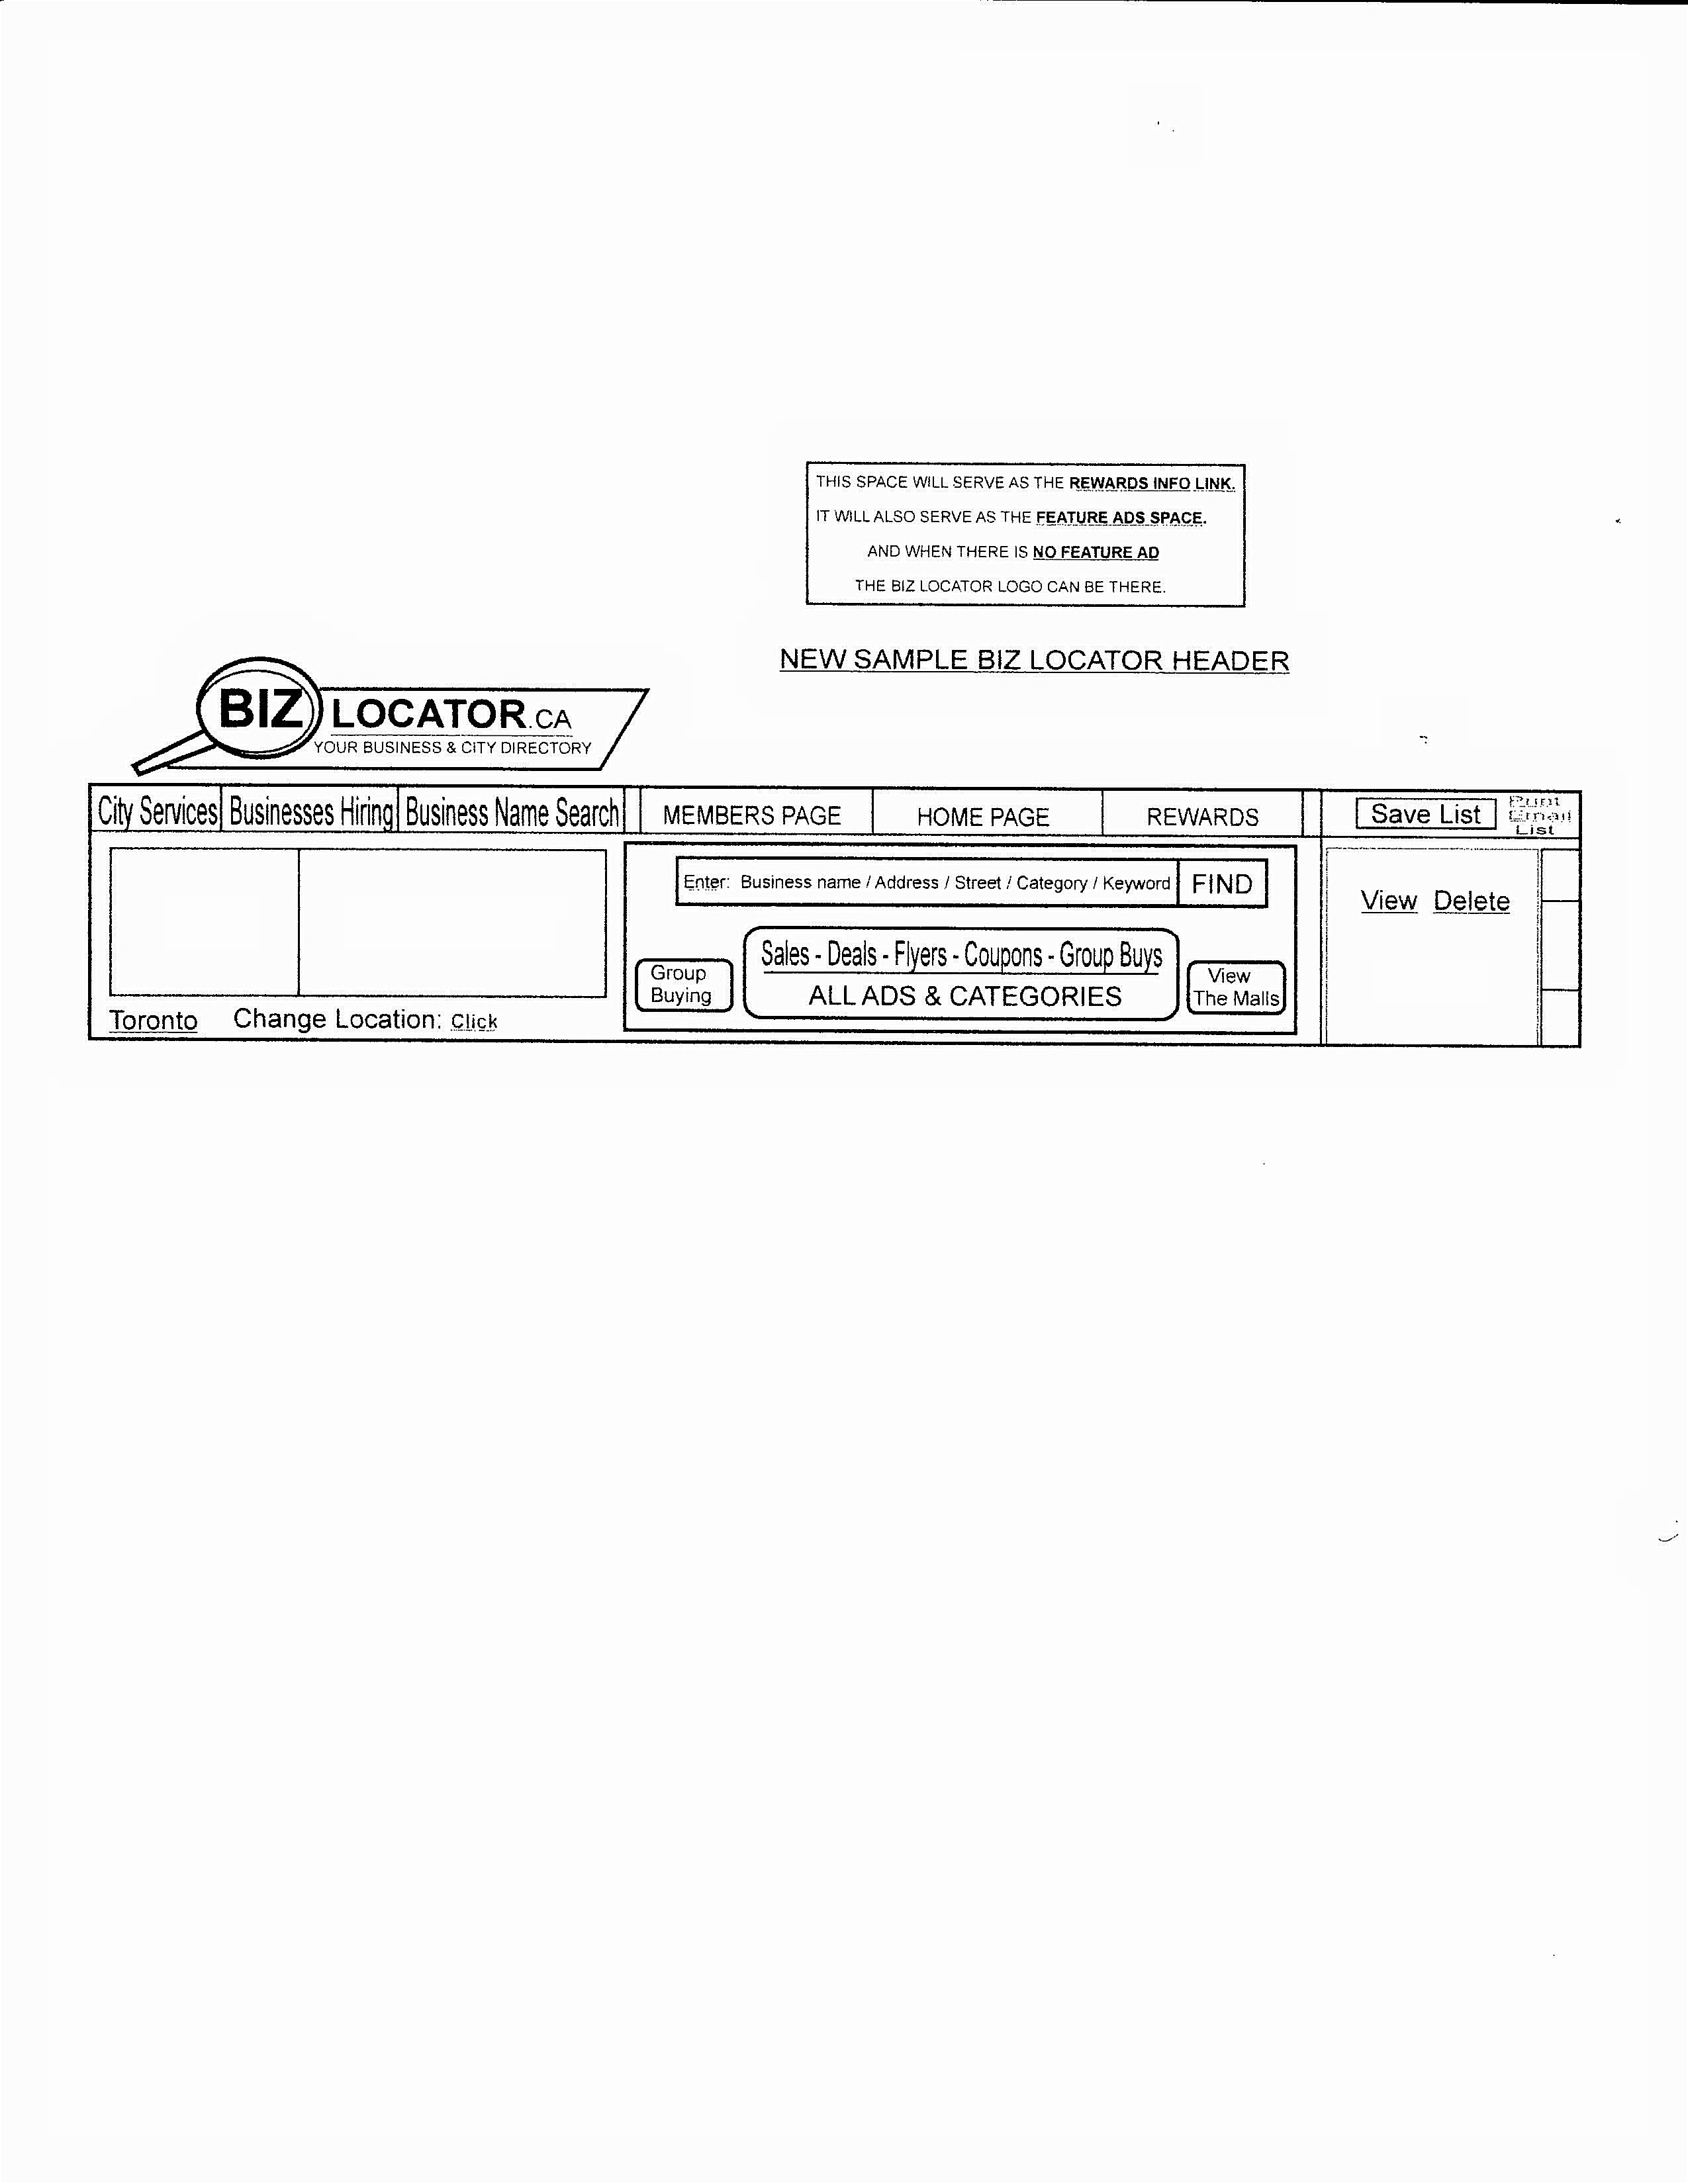 THIS SPACE WILL SERVE AS THE REWARDS INFO LINK.
IT WILL ALSO SERVE AS THE FEATURE ADS SPACE.
AND WHEN THERE IS NO FEATURE AD
THE BIZ LOCATOR LOGO CAN BE THERE.
NEW SAMPLE BIZ LOCATOR HEADER
BIZ LOCATOR.CA
YOUR BUSINESS & CITY DIRECTORY
City Services Businesses Hiring Business Name Search MEMBERS PAGE HOME PAGE REWARDS Save List
Print
Email
List
Enter: Business name / Address / Street / Category / Keyword FIND
View Delete
Sales - Deals - Flyers - Coupons - Group Buys
ALL ADS & CATEGORIES
Group
Buying
View
The Malls
Toronto Change Location: Click